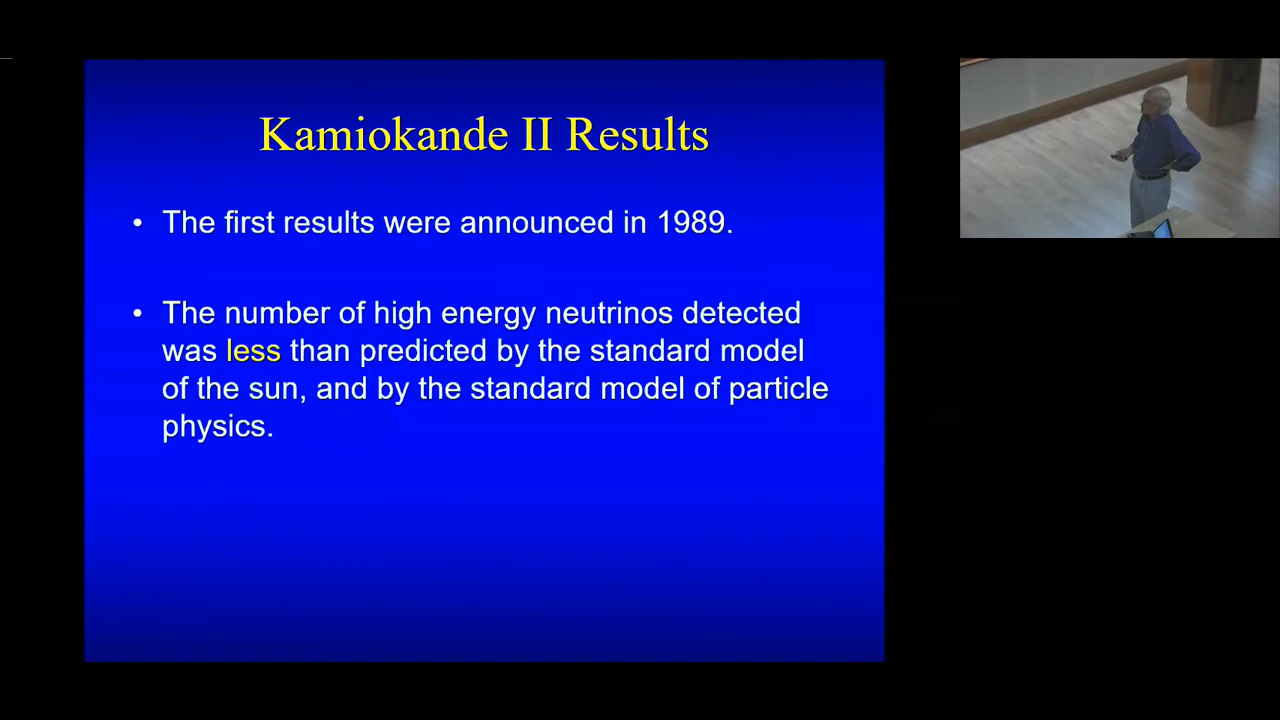 Kamiokande II Results
• The first results were announced in 1989.
• The number of high energy neutrinos detected
was less than predicted by the standard model
of the sun, and by the standard model of particle
physics.